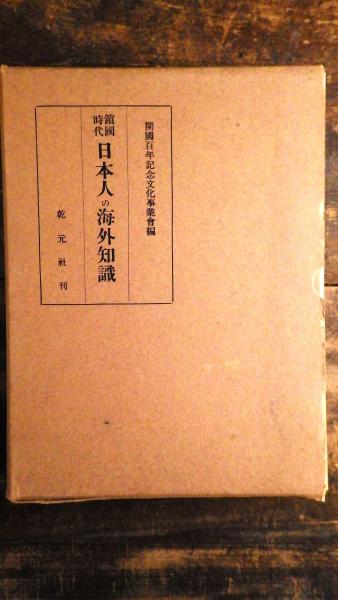 開國百年記念文化事業會編
鎖國時代 日本人の海外知識
乾元社刊